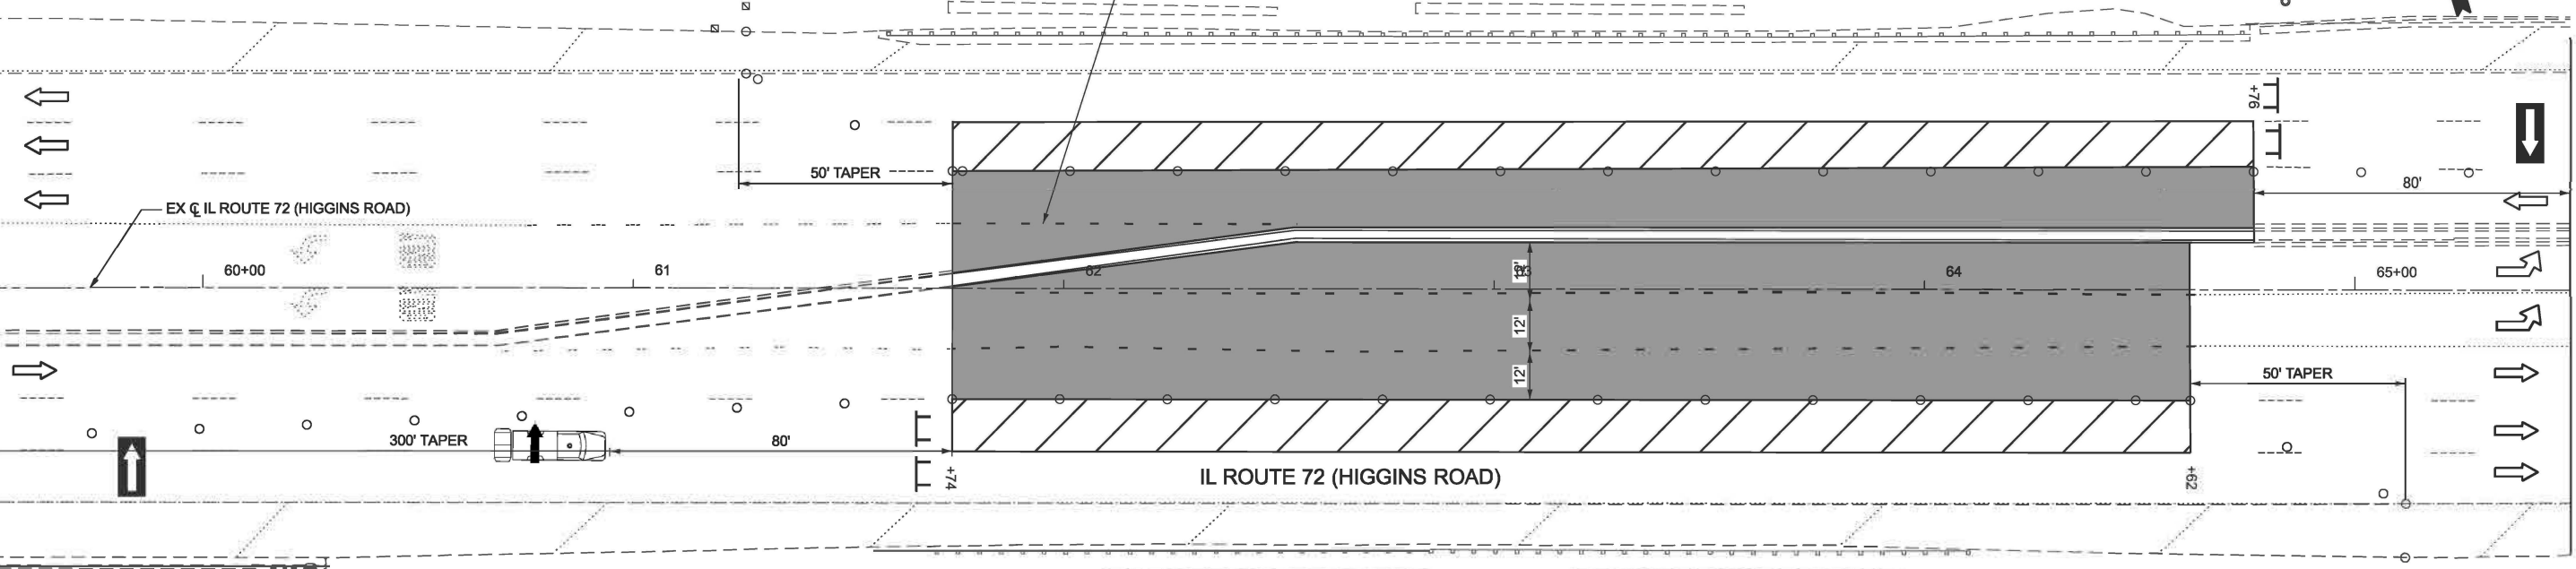 +76
50' TAPER
80'
EX ℄ IL ROUTE 72 (HIGGINS ROAD)
60+00
61
62
63
64
65+00
12'
12'
12'
50' TAPER
300' TAPER
80'
+74
IL ROUTE 72 (HIGGINS ROAD)
+62